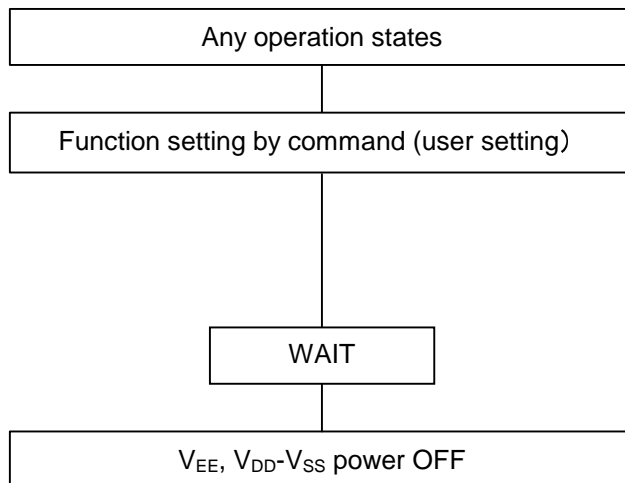 Any operation states
Function setting by command (user setting）
WAIT
VEE, VDD-VSS power OFF